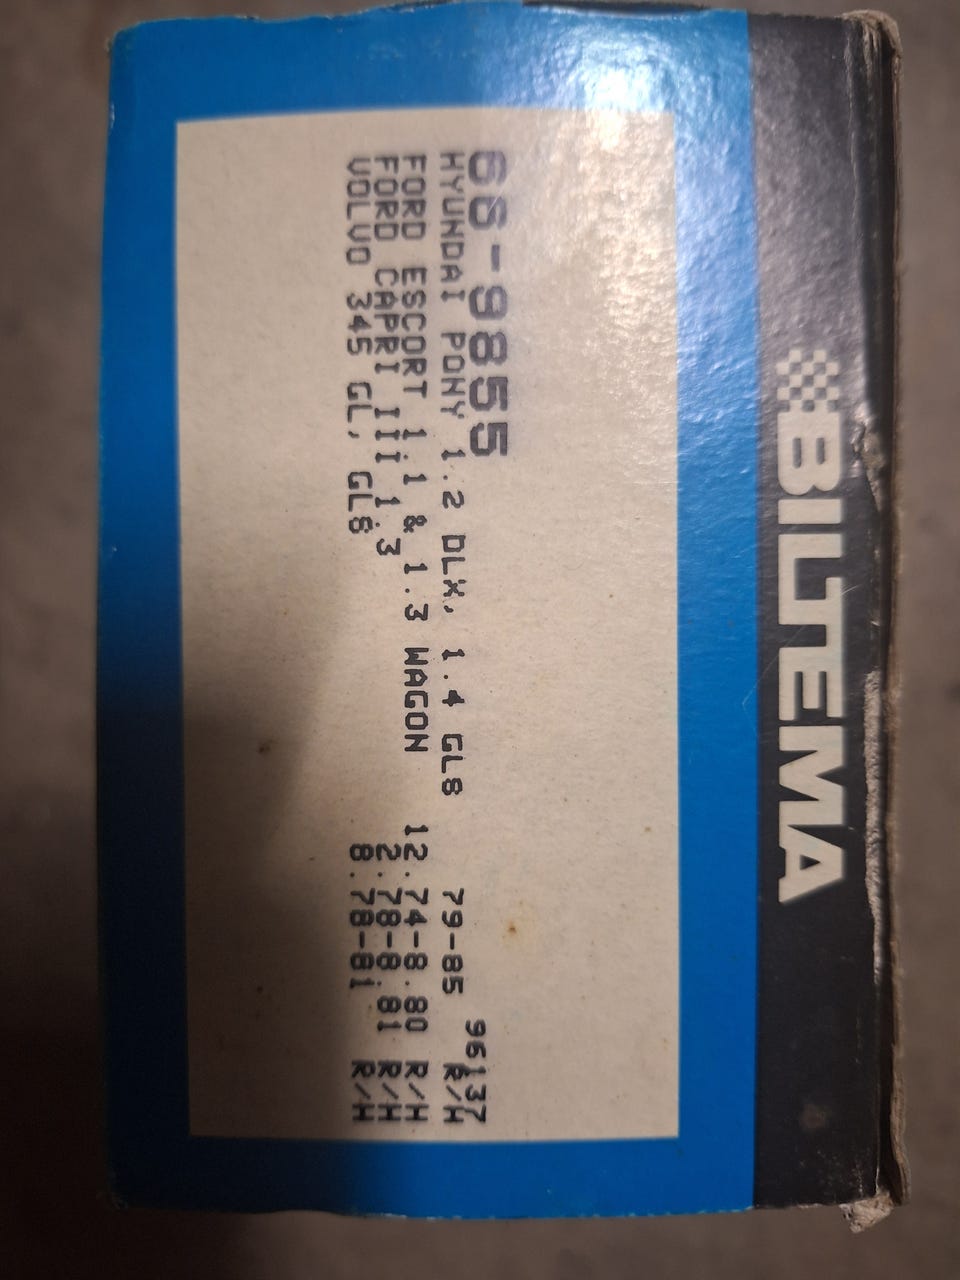 BILTEMA
66-9855 96137
HYUNDAI PONY 1.2 DLX, 1.4 GLS 79-85 R/H
FORD ESCORT 1.1 & 1.3 WAGON 12.74-8.80 R/H
FORD CAPRI III 1.3 2.78-8.81 R/H
VOLVO 345 GL, GLS 8.78-81 R/H